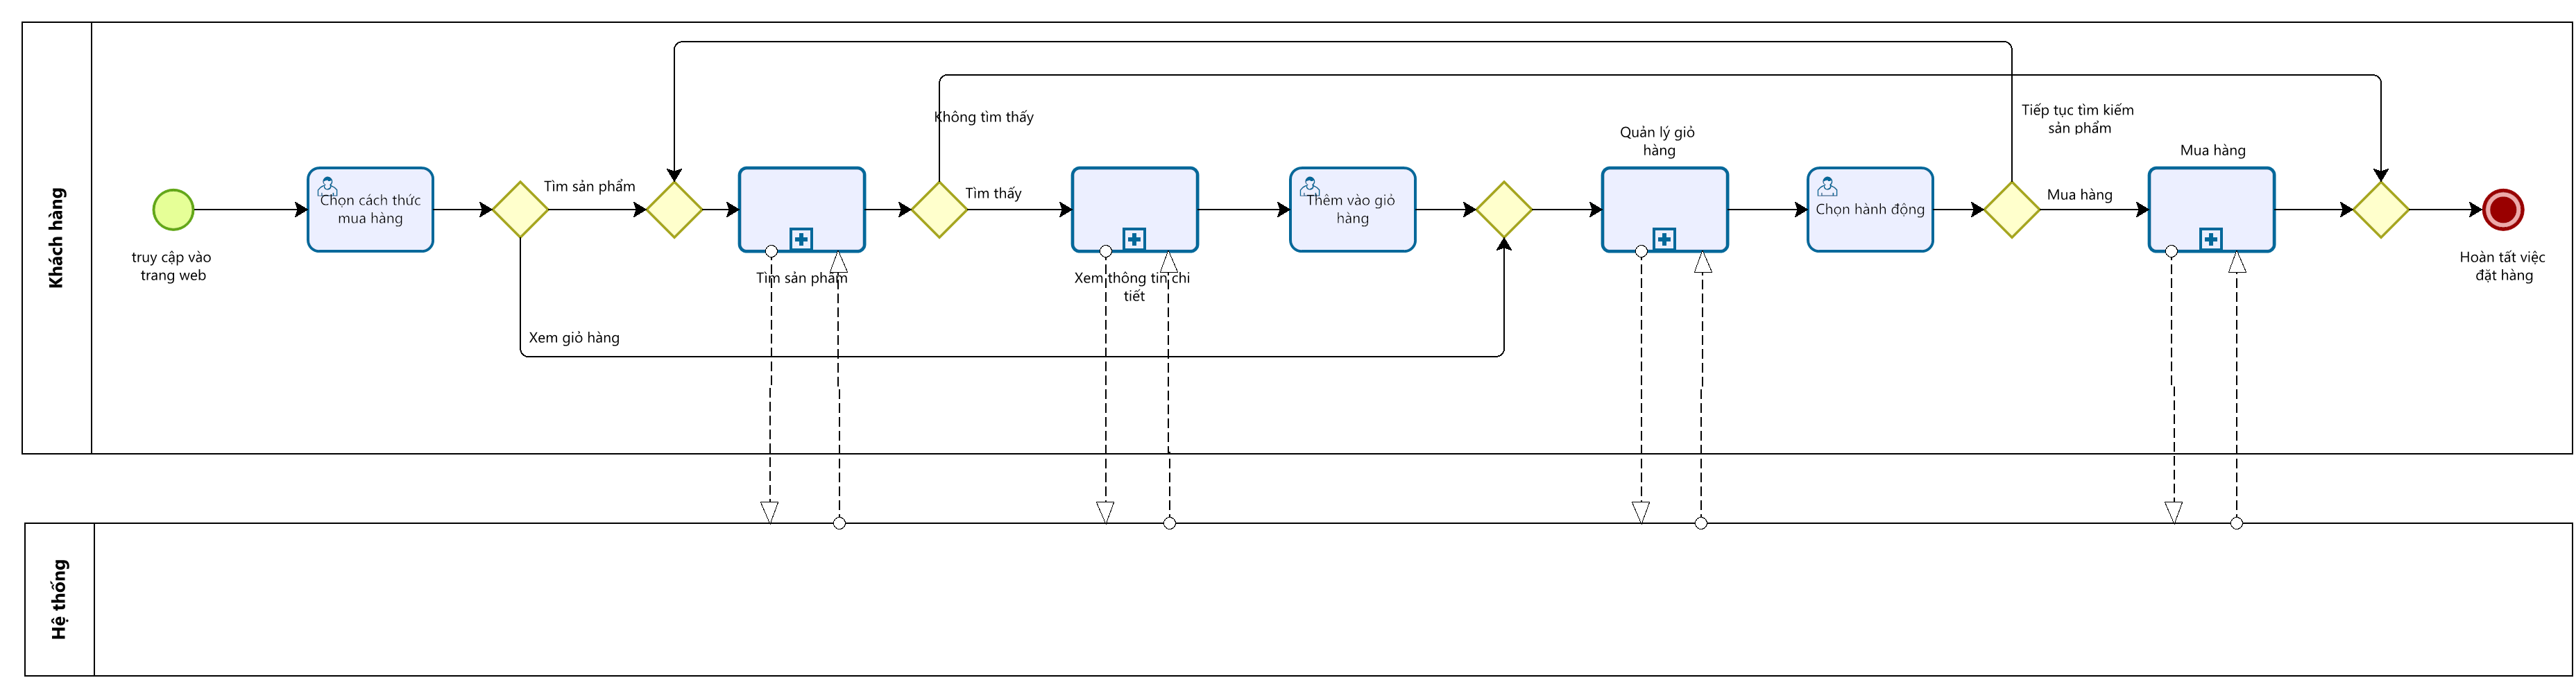 Khách hàng
truy cập vào
trang web
Chọn cách thức
mua hàng
Tìm sản phẩm
Xem giỏ hàng
Tìm sản phẩm
Không tìm thấy
Tìm thấy
Xem thông tin chi
tiết
Thêm vào giỏ
hàng
Quản lý giỏ
hàng
Chọn hành động
Tiếp tục tìm kiếm
sản phẩm
Mua hàng
Mua hàng
Hoàn tất việc
đặt hàng
Hệ thống